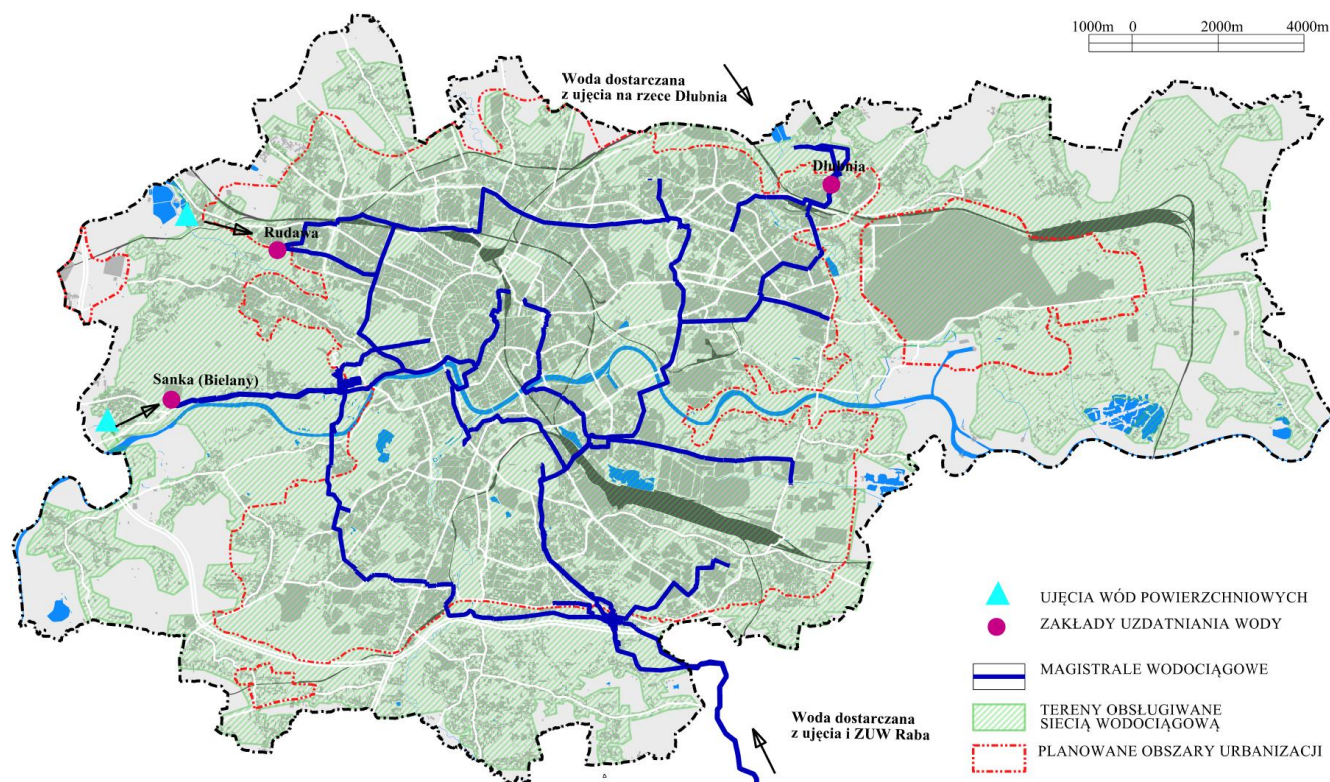 1000m 0 2000m 4000m
Woda dostarczana
z ujęcia na rzece Dłubnia
Dłubnia
Rudawa
Sanka (Bielany)
UJĘCIA WÓD POWIERZCHNIOWYCH
ZAKŁADY UZDATNIANIA WODY
MAGISTRALE WODOCIĄGOWE
TERENY OBSŁUGIWANE
SIECIĄ WODOCIĄGOWĄ
PLANOWANE OBSZARY URBANIZACJI
Woda dostarczana
z ujęcia i ZUW Raba